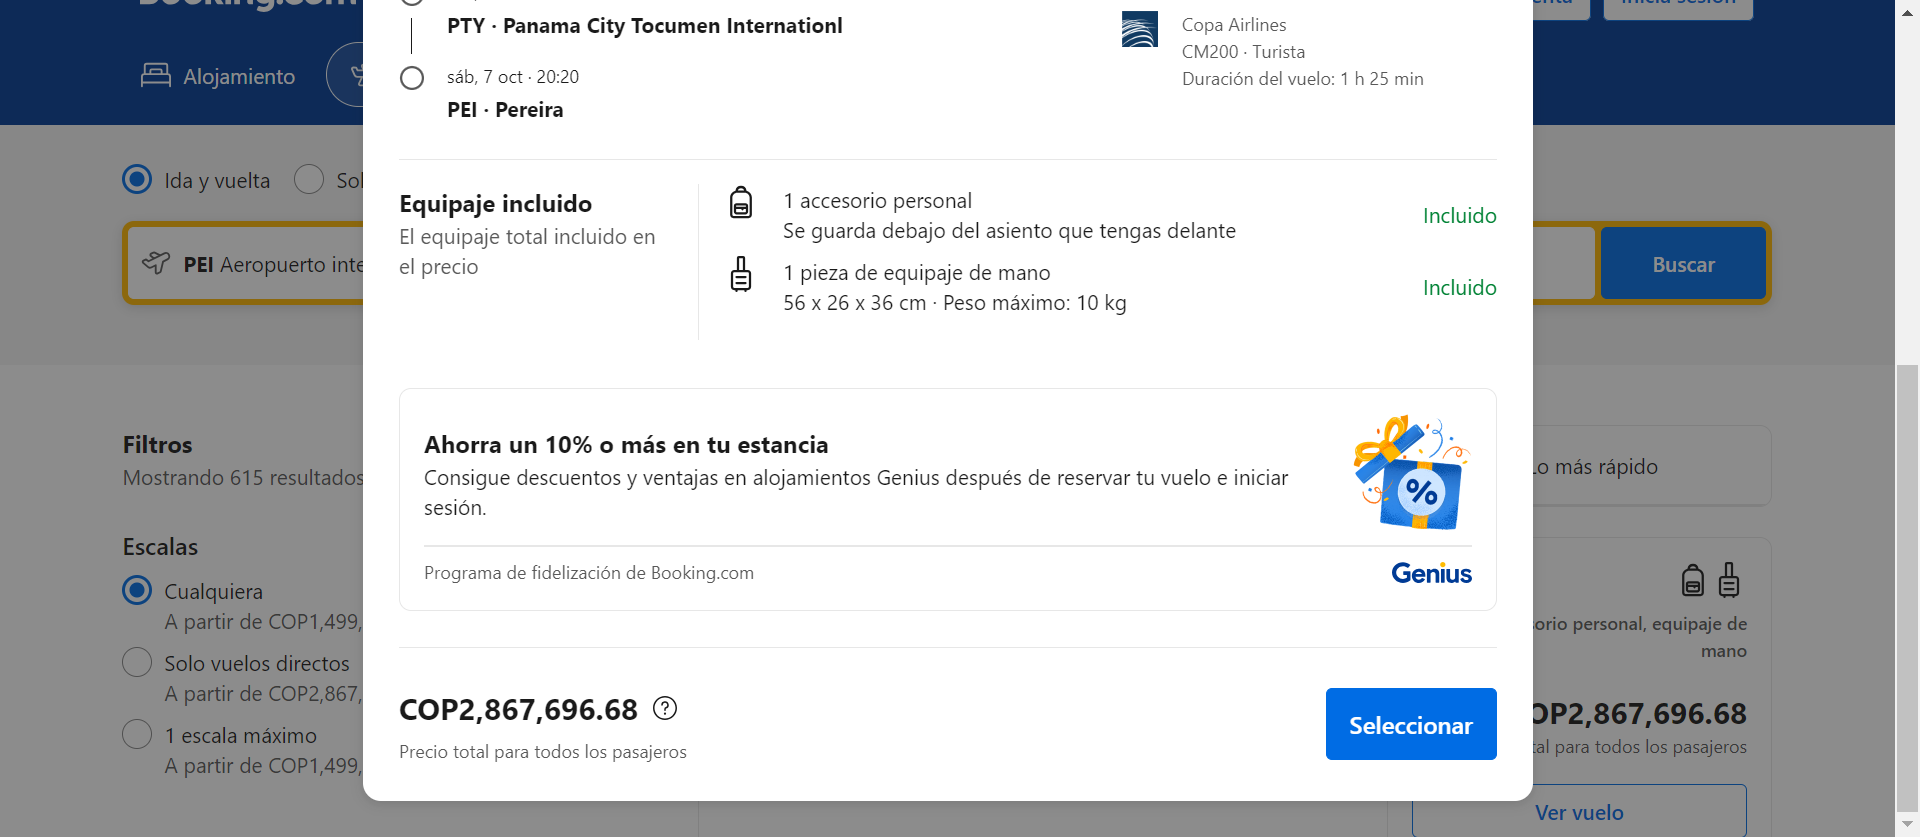 Booking.com
Alojamiento
PTY · Panama City Tocumen Internationl
Copa Airlines
CM200 · Turista
Duración del vuelo: 1 h 25 min
sáb, 7 oct · 20:20
PEI · Pereira
Ida y vuelta
PEI Aeropuerto
Buscar
Equipaje incluido
El equipaje total incluido en
el precio
1 accesorio personal
Se guarda debajo del asiento que tengas delante
Incluido
1 pieza de equipaje de mano
56 x 26 x 36 cm · Peso máximo: 10 kg
Incluido
Filtros
Mostrando 615 resultados
Escalas
Cualquiera
A partir de COP1,499,
Solo vuelos directos
A partir de COP2,867,
1 escala máximo
A partir de COP1,499,
Ahorra un 10% o más en tu estancia
Consigue descuentos y ventajas en alojamientos Genius después de reservar tu vuelo e iniciar
sesión.
%
Programa de fidelización de Booking.com
Genius
COP2,867,696.68 ?
Precio total para todos los pasajeros
Seleccionar
Lo más rápido
personal, equipaje de
mano
OP2,867,696.68
para todos los pasajeros
Ver vuelo